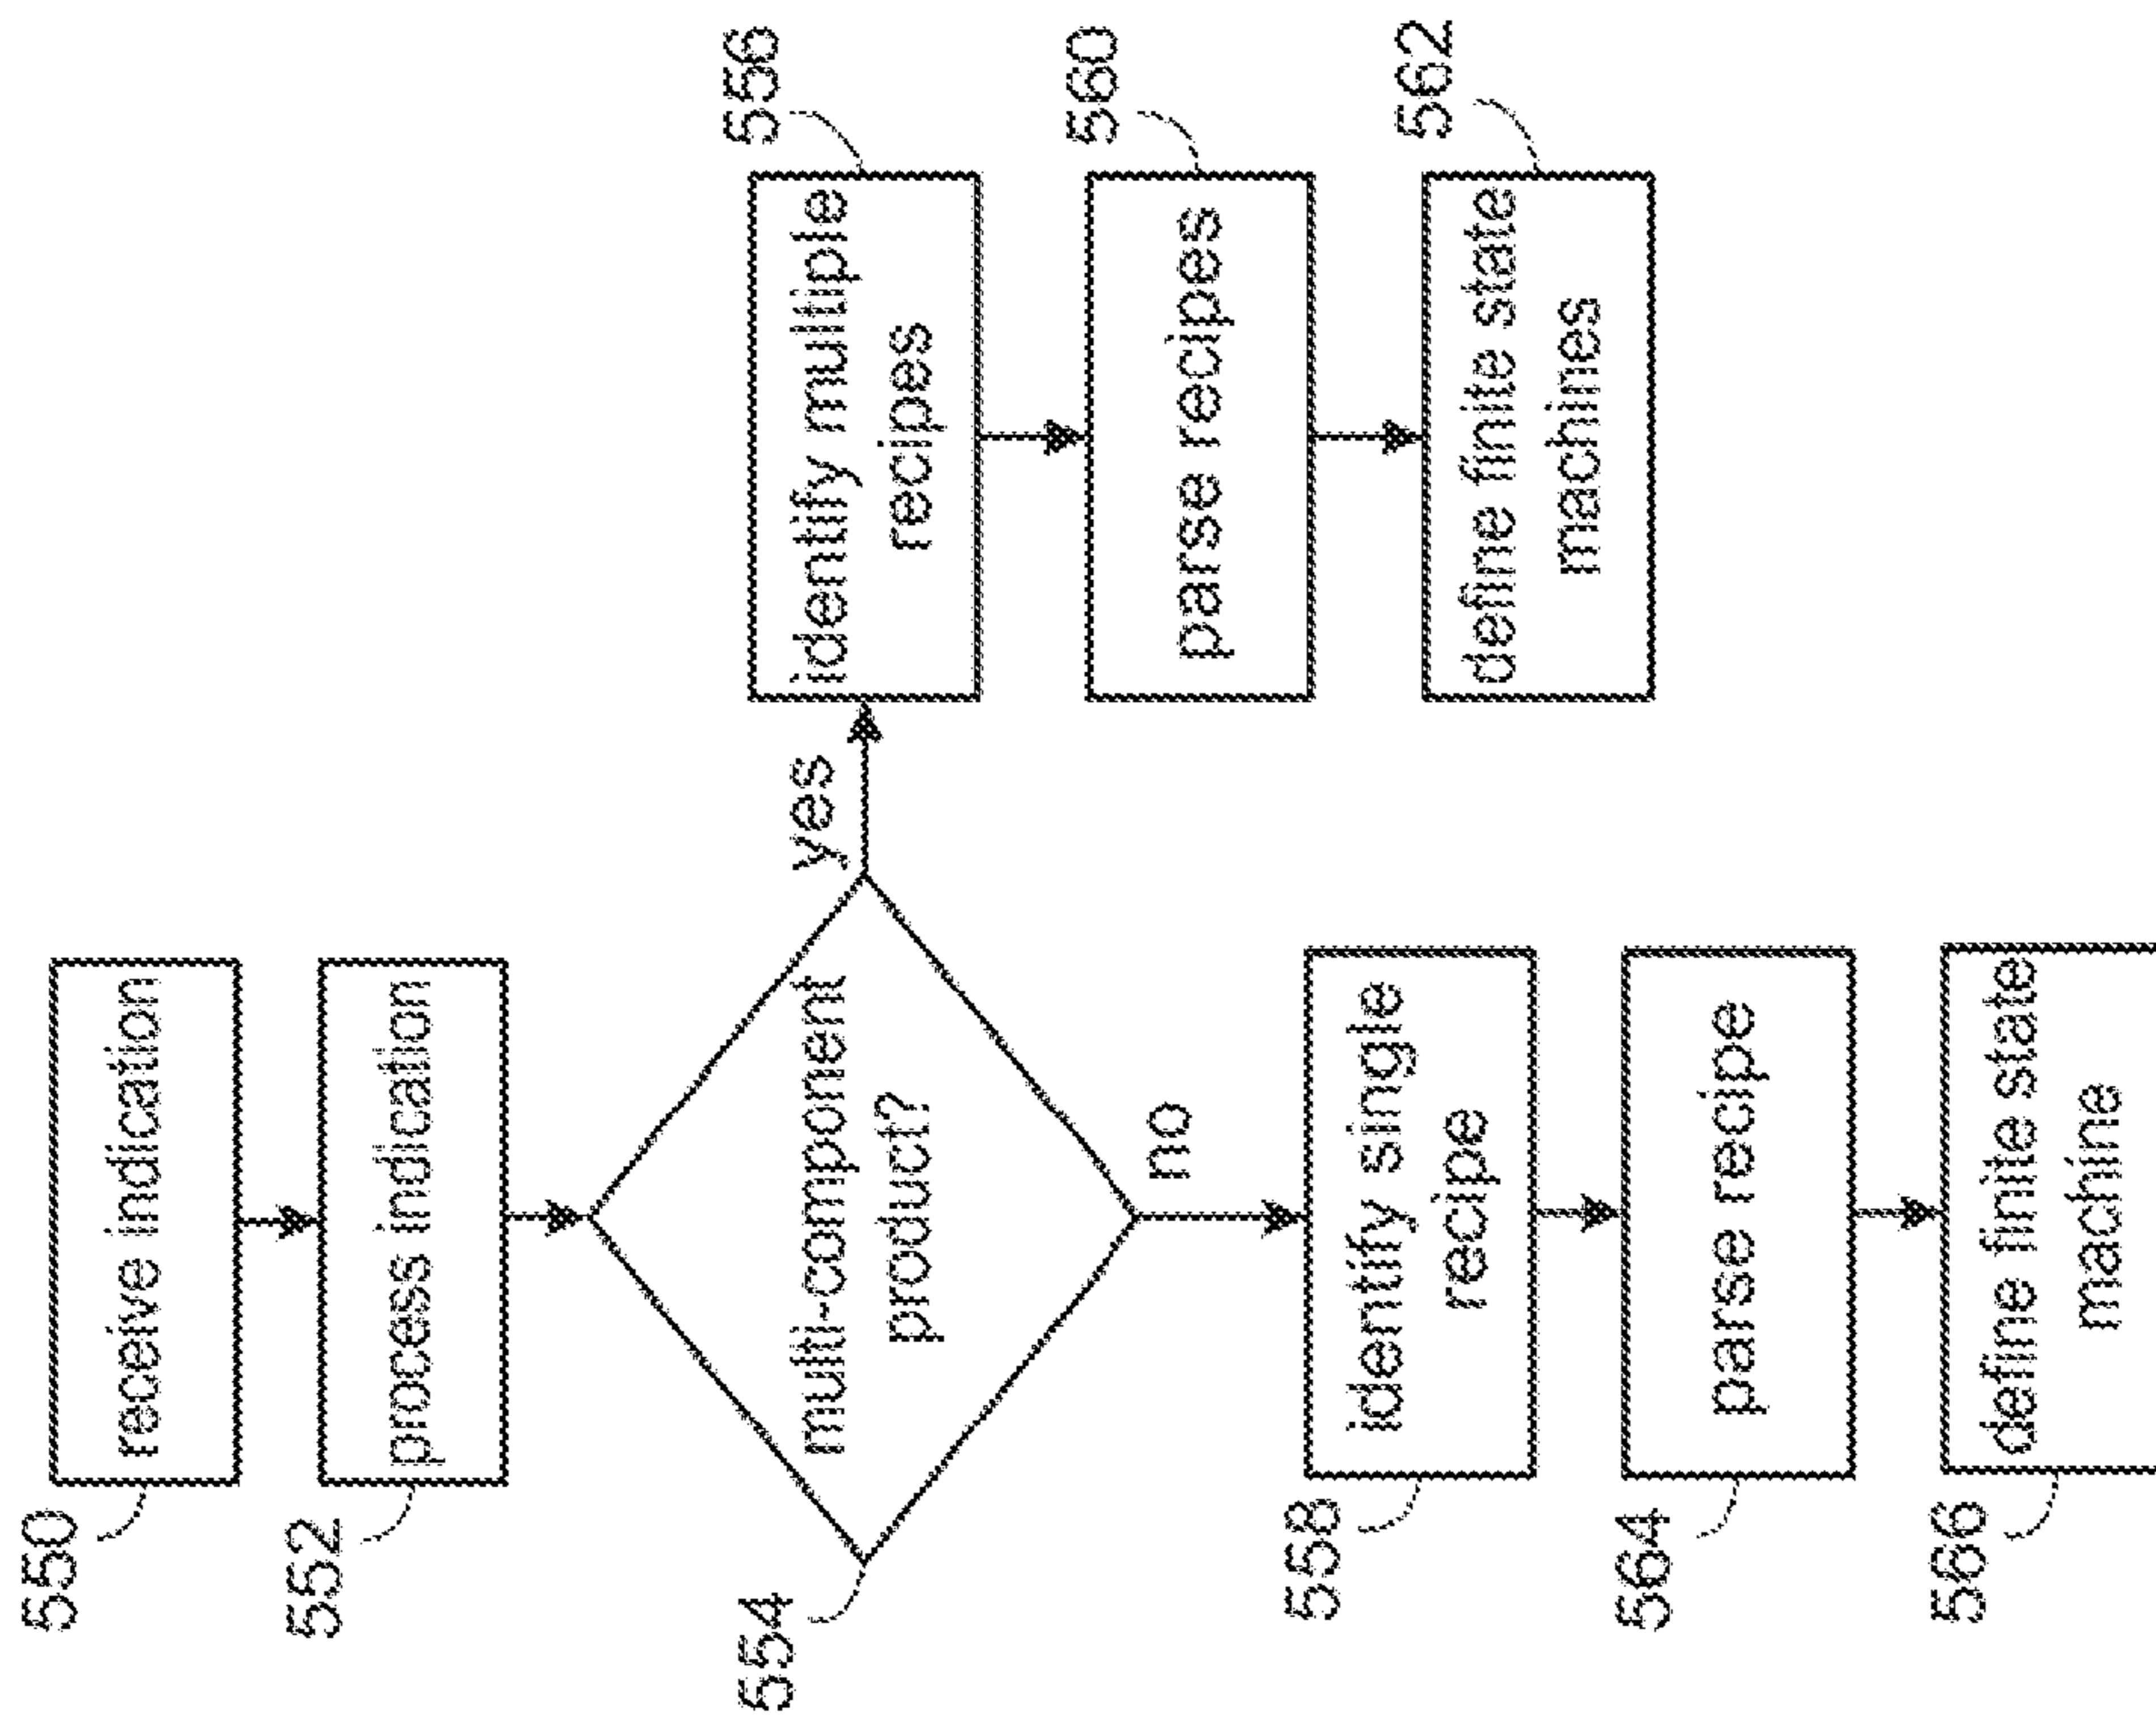 550
receive indication
552
process indication
554
multi-component
product?
yes
556
identify multiple
recipes
560
parse recipes
562
define finite state
machines
no
558
identify single
recipe
564
parse recipe
566
define finite state
machine